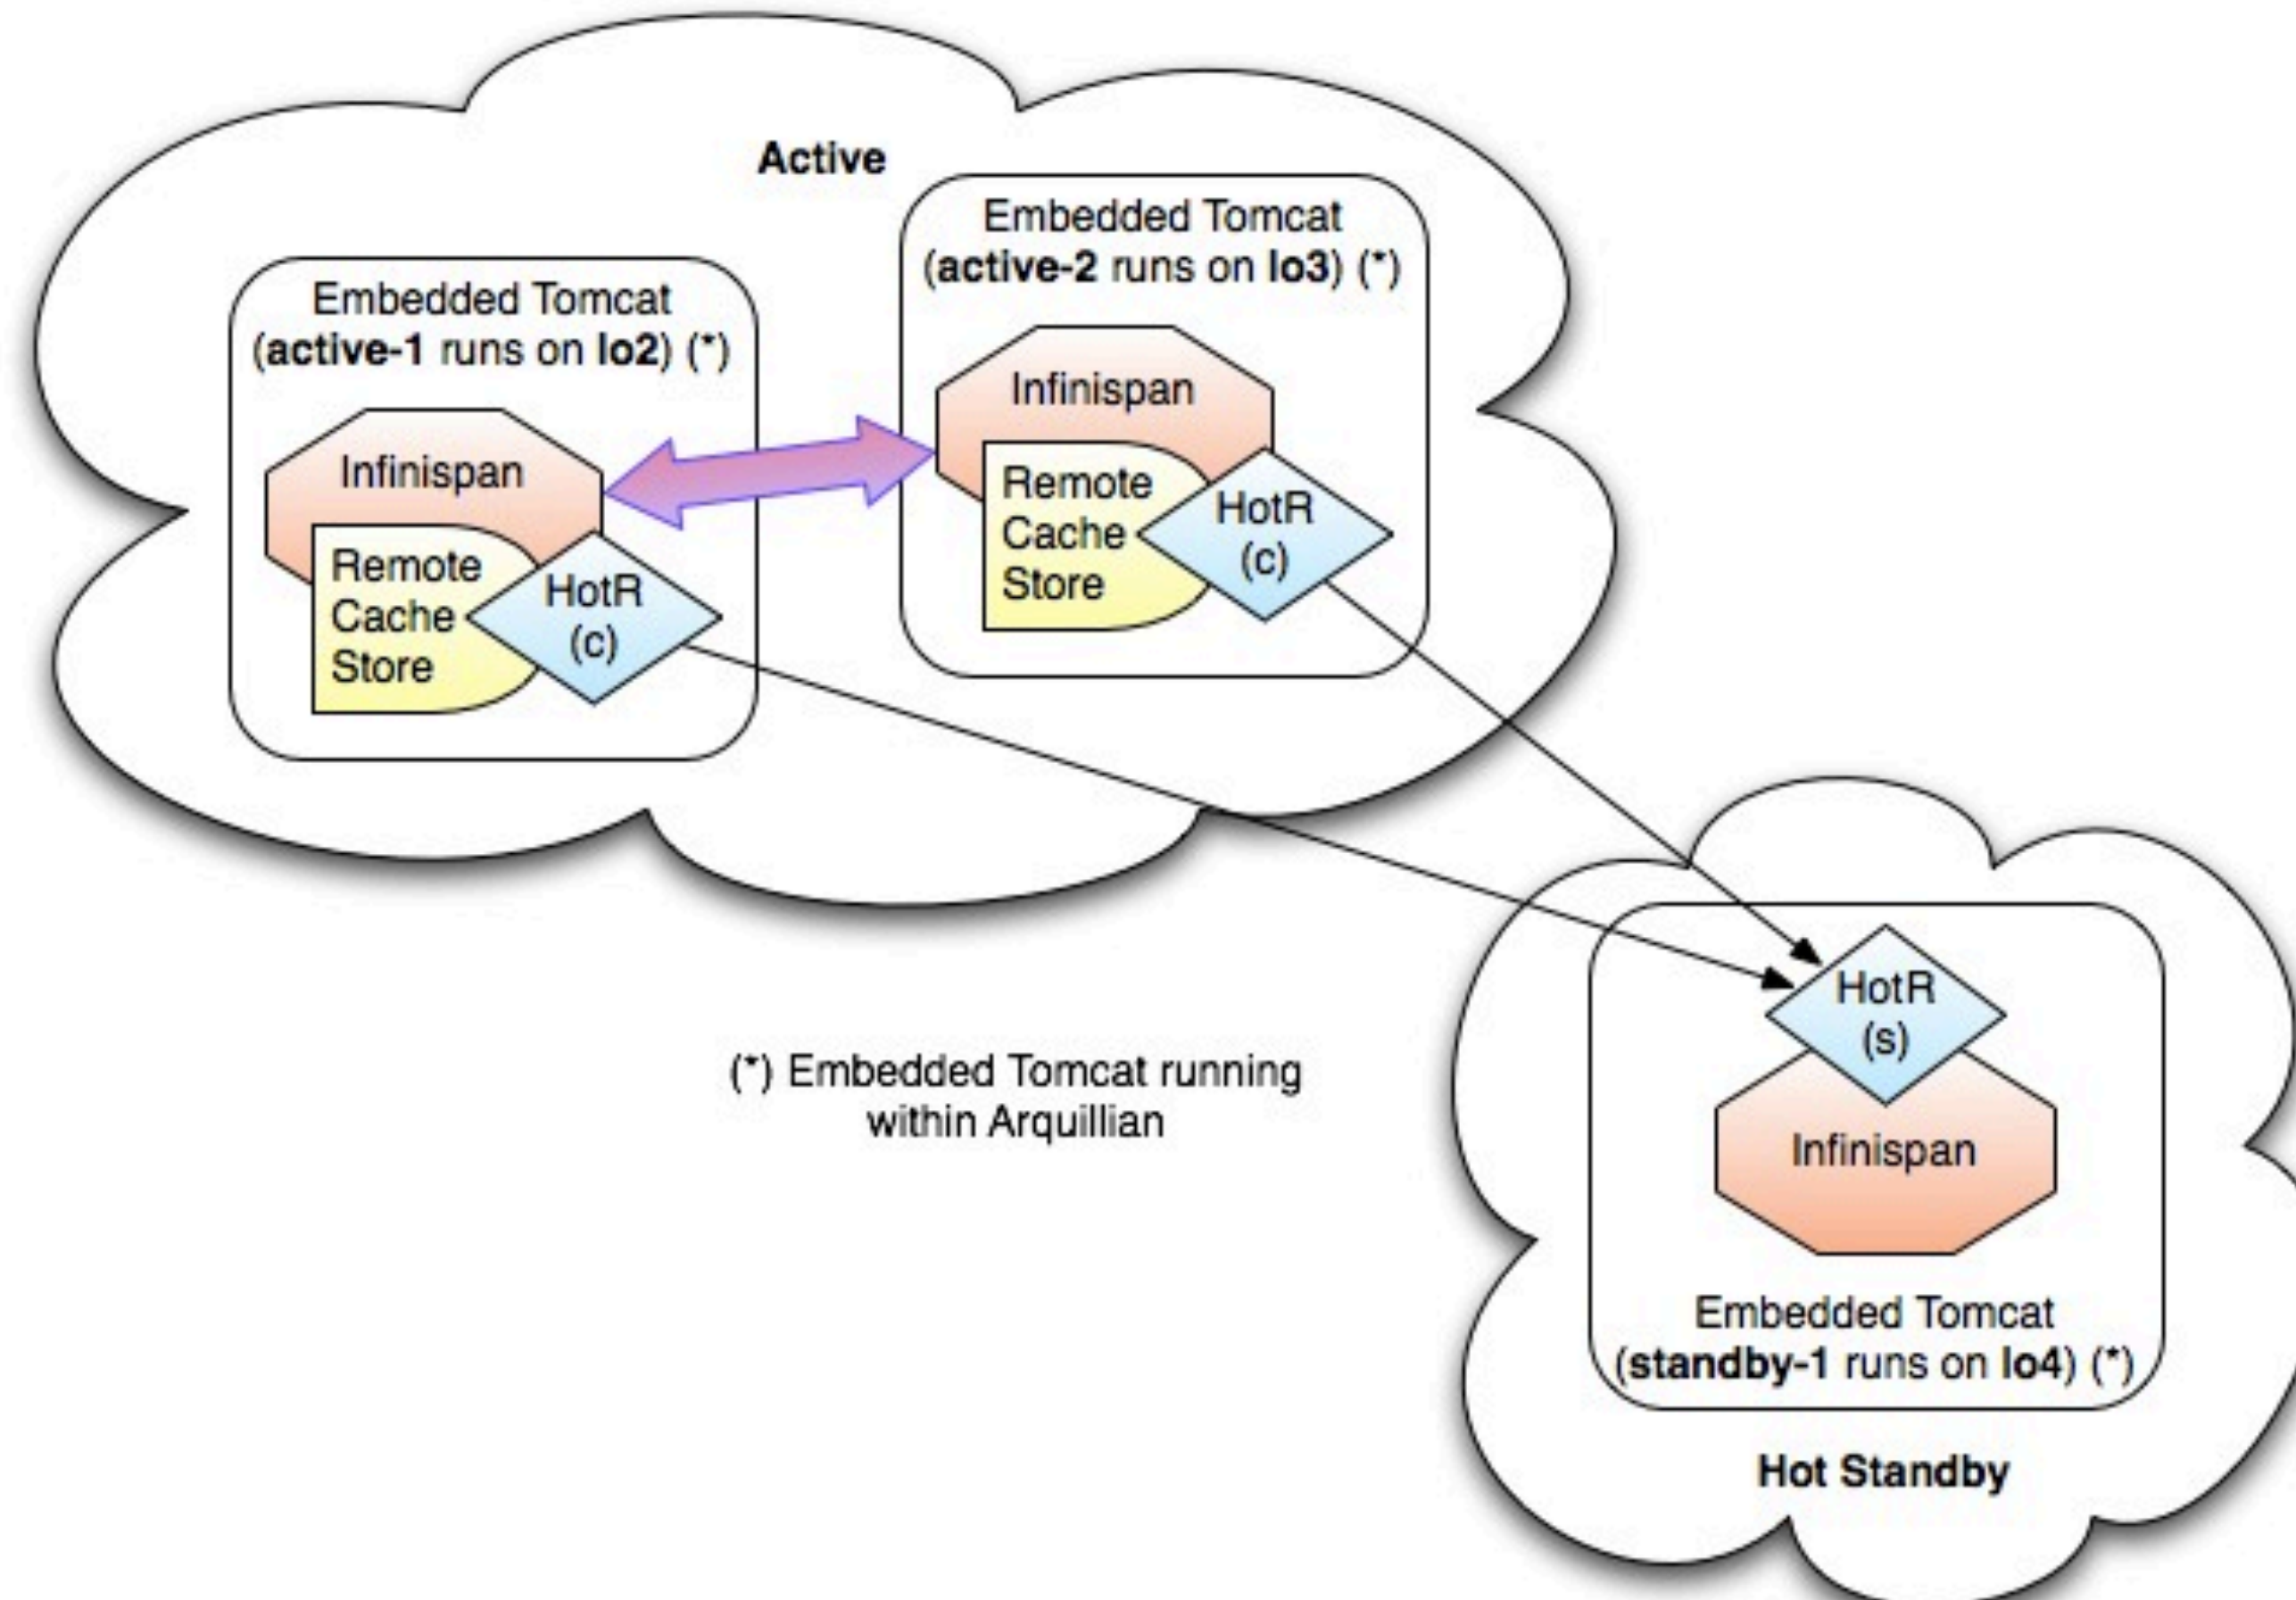 Active
Embedded Tomcat
(active-1 runs on lo2) (*)
Infinispan
Remote
Cache
Store
HotR
(c)
Embedded Tomcat
(active-2 runs on lo3) (*)
Infinispan
Remote
Cache
Store
HotR
(c)
(*) Embedded Tomcat running
within Arquillian
HotR
(s)
Infinispan
Embedded Tomcat
(standby-1 runs on lo4) (*)
Hot Standby